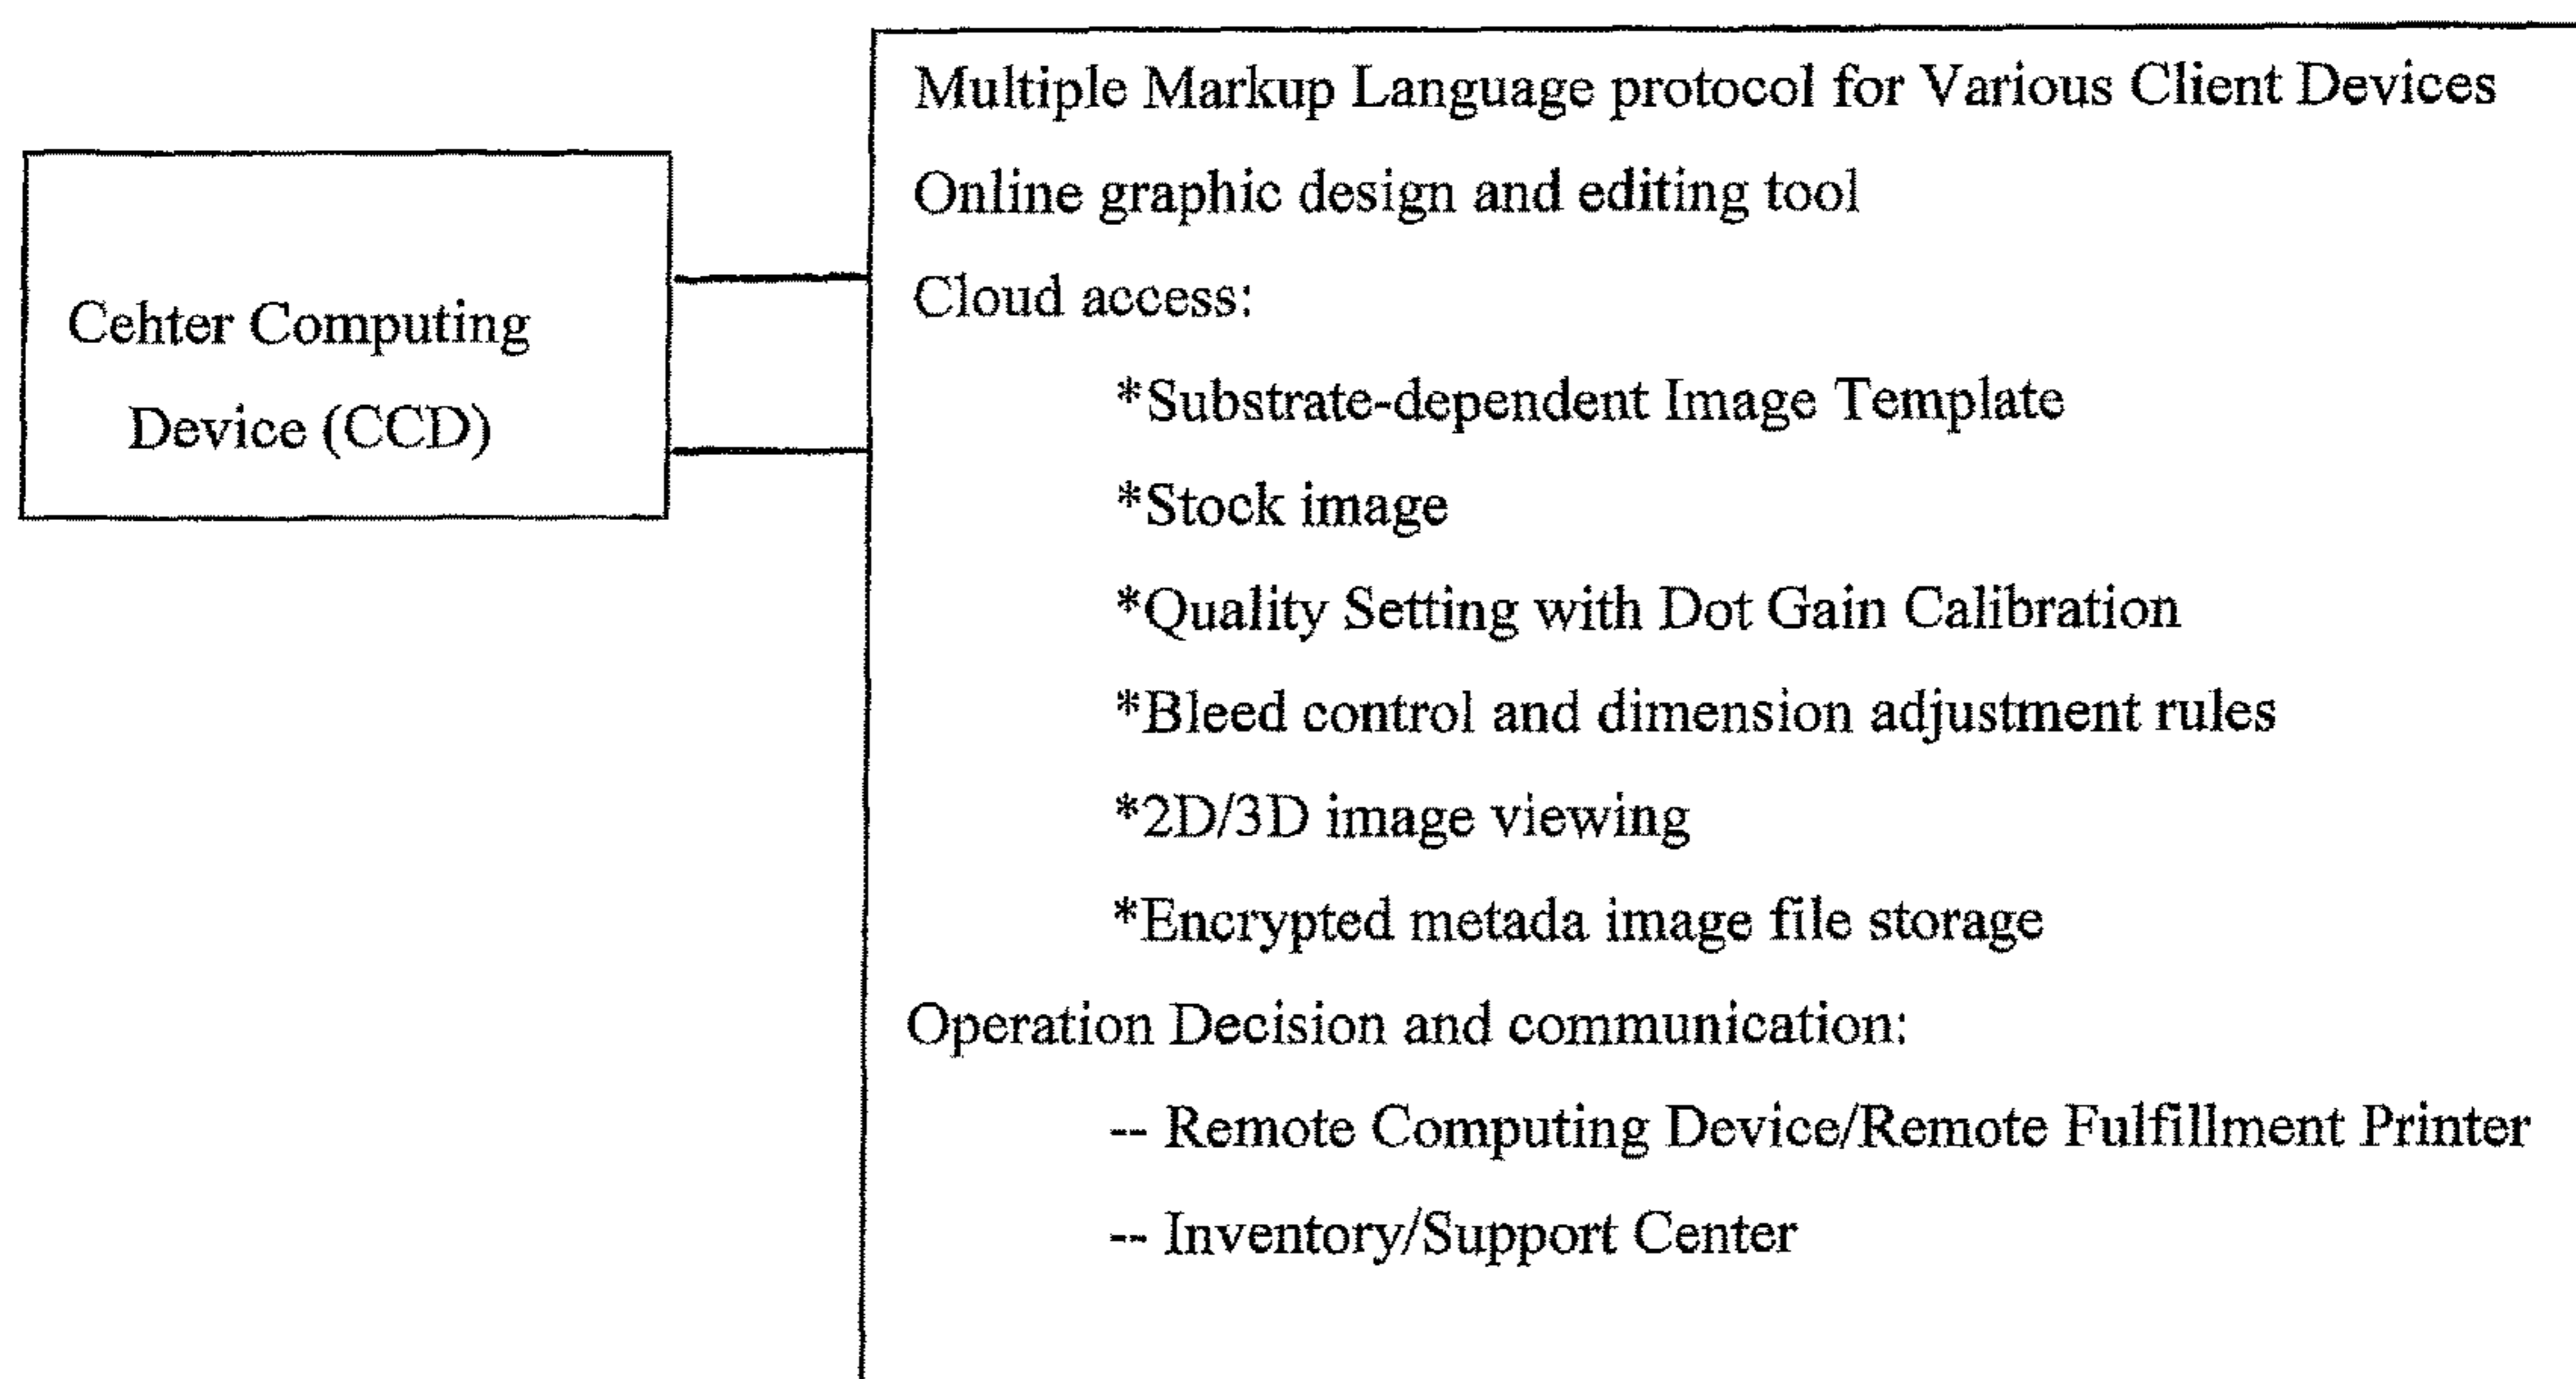 Cehter Computing
Device (CCD)
Multiple Markup Language protocol for Various Client Devices
Online graphic design and editing tool
Cloud access:
*Substrate-dependent Image Template
*Stock image
*Quality Setting with Dot Gain Calibration
*Bleed control and dimension adjustment rules
*2D/3D image viewing
*Encrypted metada image file storage
Operation Decision and communication:
-- Remote Computing Device/Remote Fulfillment Printer
-- Inventory/Support Center